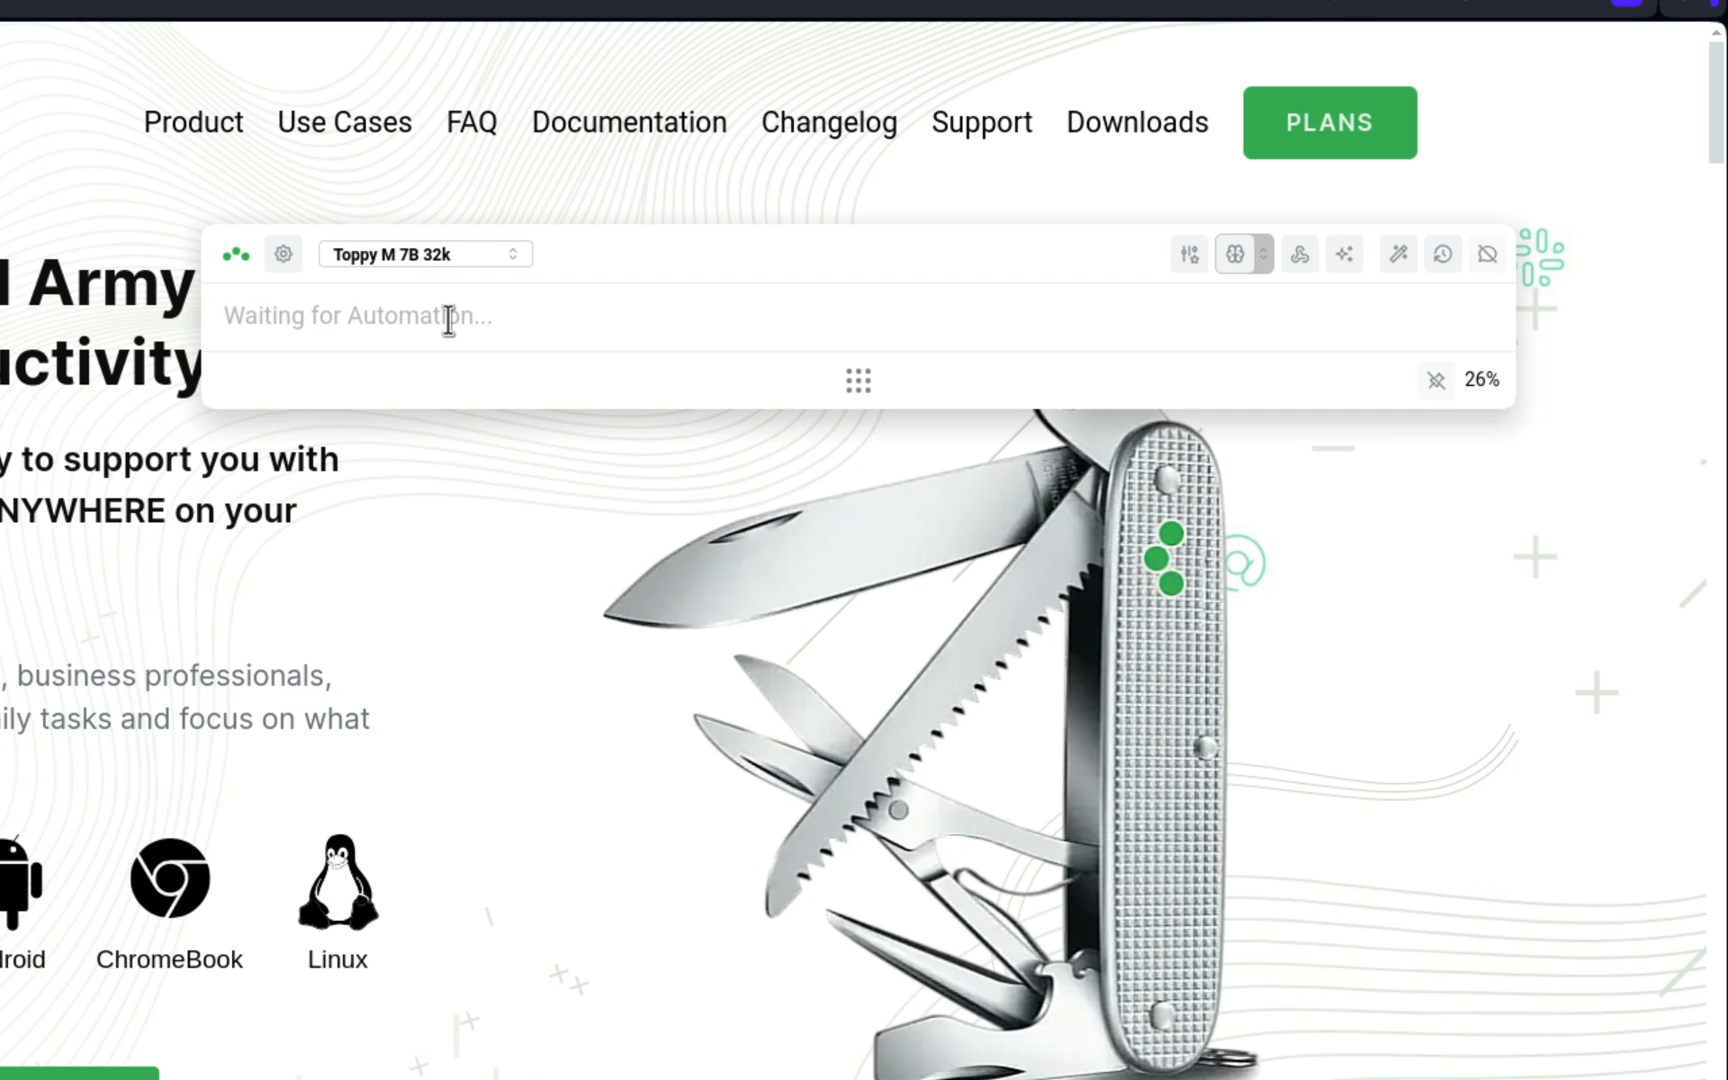 Product Use Cases FAQ Documentation Changelog Support Downloads PLANS
Toppy M 7B 32k
Waiting for Automation...
26%
Army
uctivity
y to support you with
NYWHERE on your
, business professionals,
ily tasks and focus on what
roid ChromeBook Linux